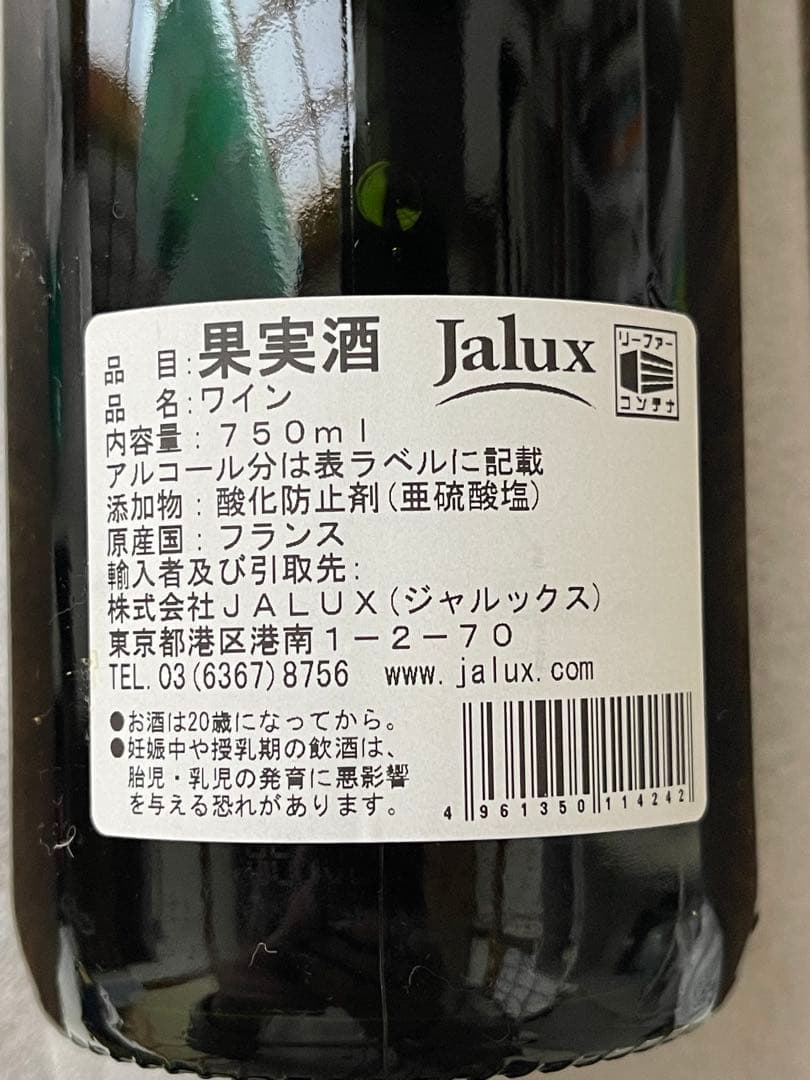 品 目:果実酒
Jalux
リーファー
コンテナ
品 名:ワイン
内容量:750ml
アルコール分は表ラベルに記載
添加物:酸化防止剤(亜硫酸塩)
原産国:フランス
輸入者及び引取先:
株式会社JALUX(ジャルックス)
東京都港区港南1-2-70
TEL.03(6367)8756 www.jalux.com
●お酒は20歳になってから。
●妊娠中や授乳期の飲酒は、
胎児・乳児の発育に悪影響
を与える恐れがあります。
4 961350 114242